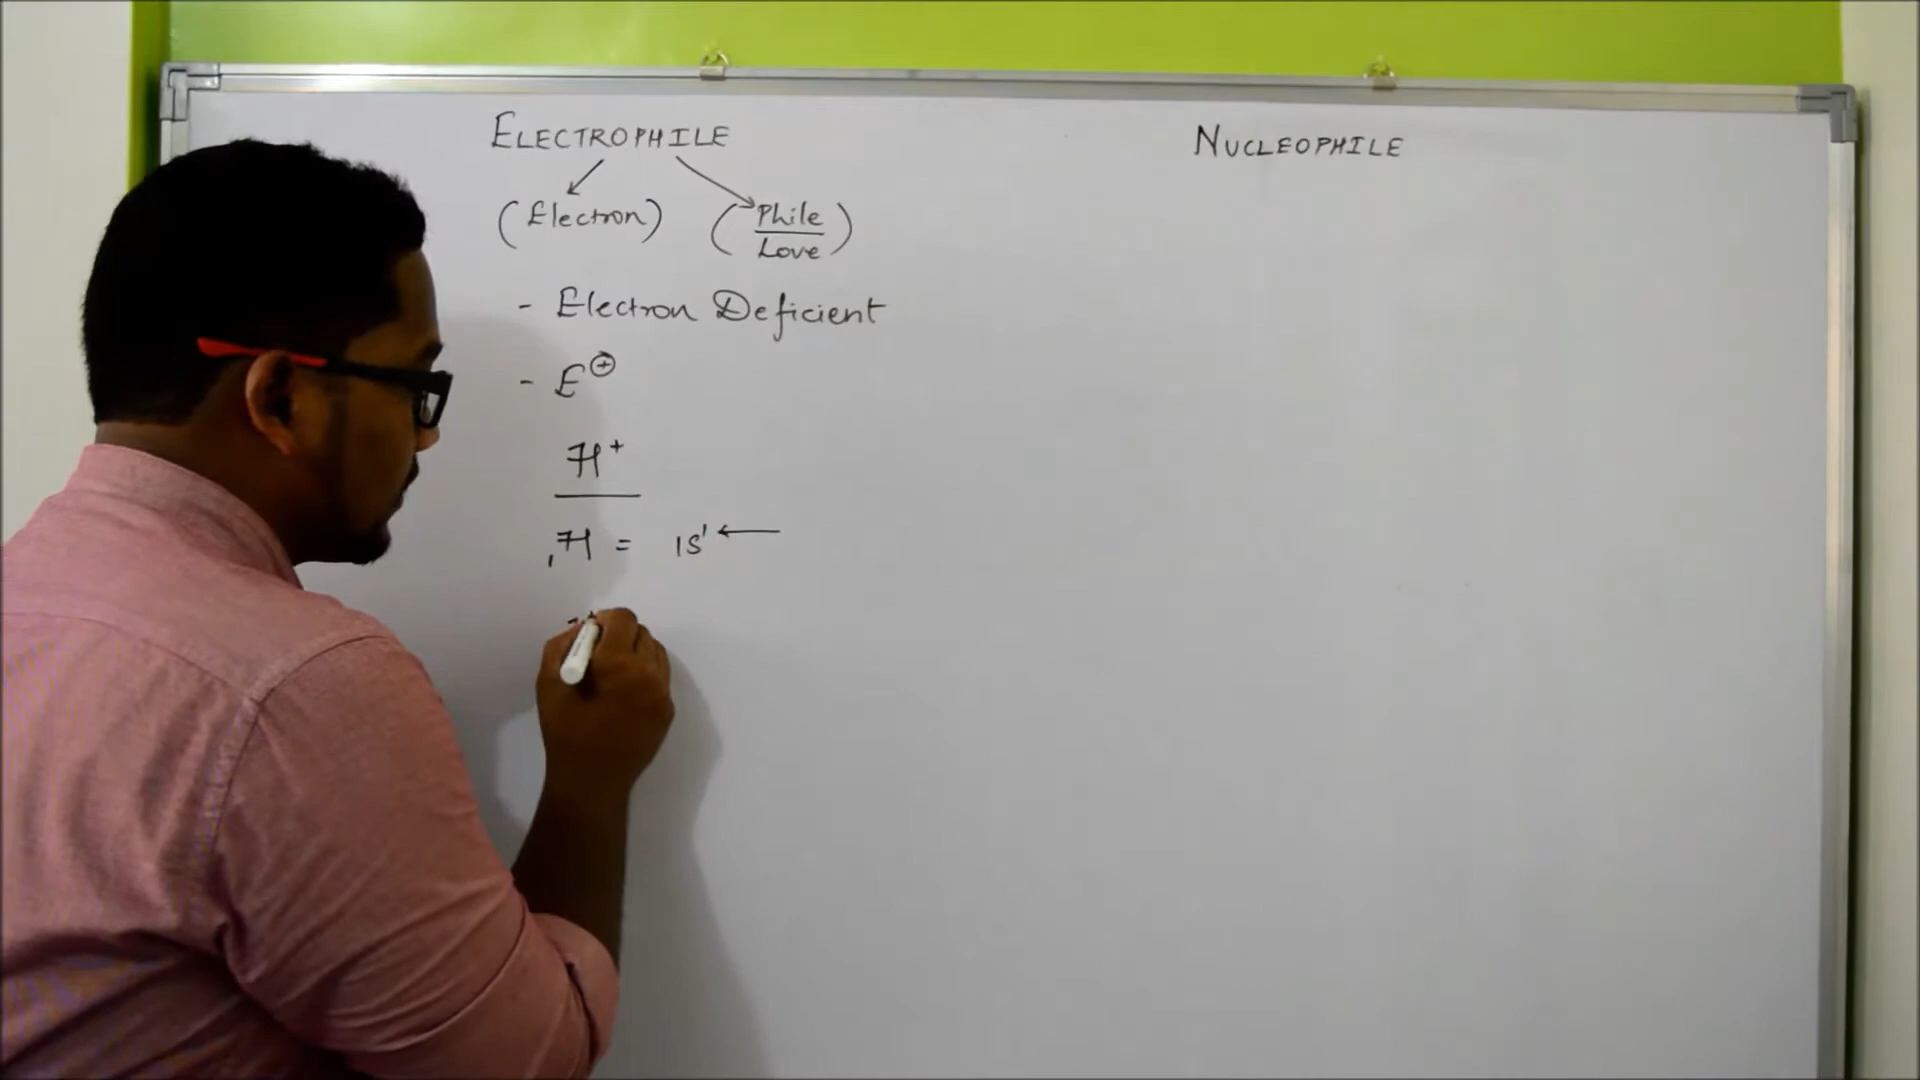 ELECTROPHILE
(Electron) (Phile/Love)
- Electron Deficient
- E⊕
H⁺
₁H = 1s¹ ←
NUCLEOPHILE